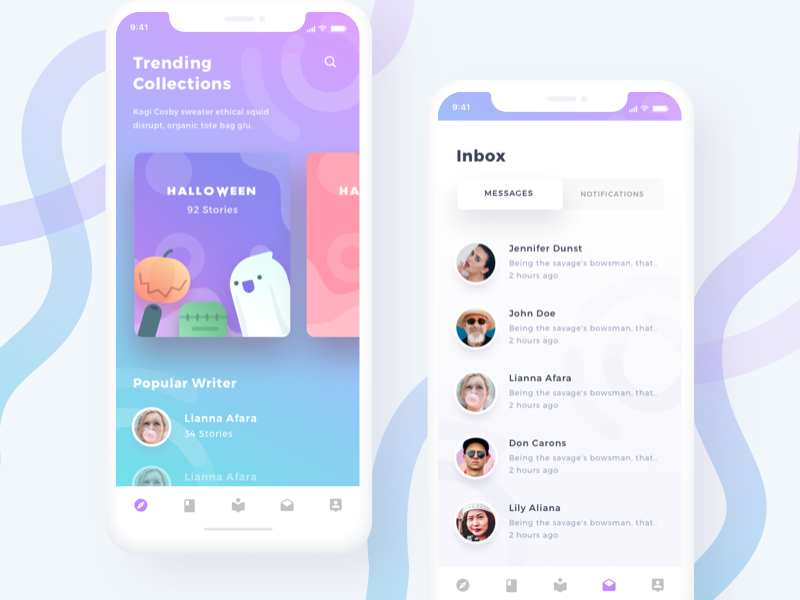 9:41
Trending
Collections
Kogi Cosby sweater ethical squid
disrupt, organic tote bag glu.
HALLOWEEN
92 Stories
HA
Popular Writer
Lianna Afara
34 Stories
Lianna Afara
9:41
Inbox
MESSAGES
NOTIFICATIONS
Jennifer Dunst
Being the savage's bowsman, that..
2 hours ago
John Doe
Being the savage's bowsman, that..
2 hours ago
Lianna Afara
Being the savage's bowsman, that..
2 hours ago
Don Carons
Being the savage's bowsman, that..
2 hours ago
Lily Aliana
Being the savage's bowsman, that..
2 hours ago